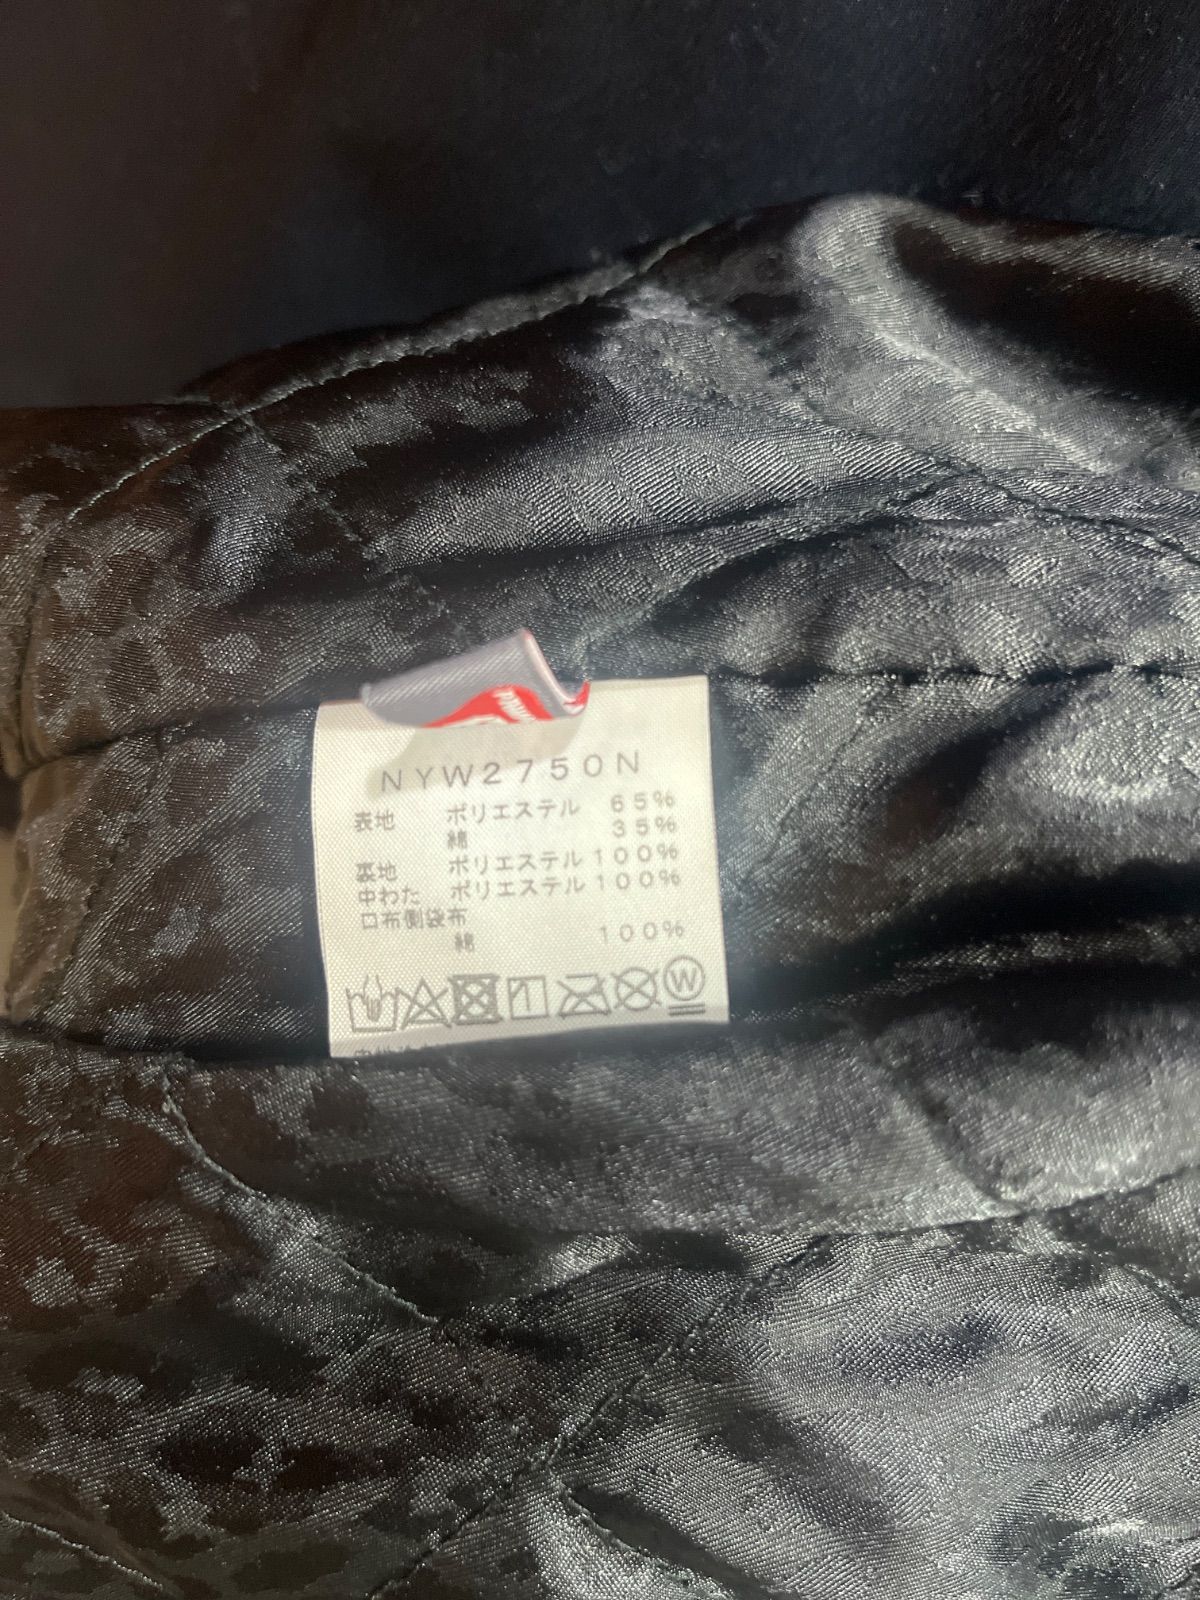 NYW2750N
表地 ポリエステル 65%
綿 35%
裏地 ポリエステル 100%
中わた ポリエステル 100%
口布側袋布
綿 100%
W